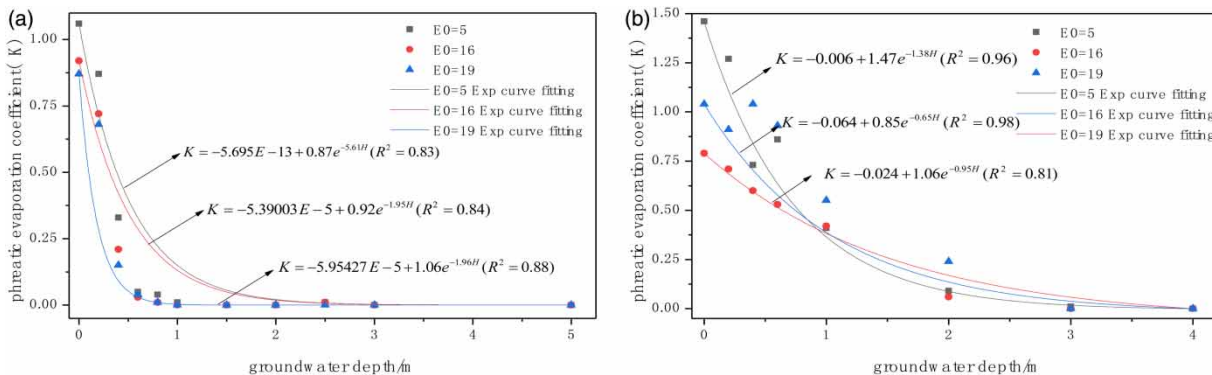 (a)
phreatic evaporation coefficient( K)
1.00
0.75
0.50
0.25
0.00
E0=5
E0=16
E0=19
E0=5 Exp curve fitting
E0=16 Exp curve fitting
E0=19 Exp curve fitting
K = −5.695E − 13 + 0.87e^{−5.61H} (R² = 0.83)
K = −5.39003E − 5 + 0.92e^{−1.95H} (R² = 0.84)
K = −5.95427E − 5 + 1.06e^{−1.96H} (R² = 0.88)
0 1 2 3 4 5
groundwater depth/m
(b)
phreatic evaporation coefficient( K)
1.50
1.25
1.00
0.75
0.50
0.25
0.00
E0=5
E0=16
E0=19
E0=5 Exp curve fitting
E0=16 Exp curve fitting
E0=19 Exp curve fitting
K = −0.006 + 1.47e^{−1.38H} (R² = 0.96)
K = −0.064 + 0.85e^{−0.65H} (R² = 0.98)
K = −0.024 + 1.06e^{−0.95H} (R² = 0.81)
0 1 2 3 4
groundwater depth/m